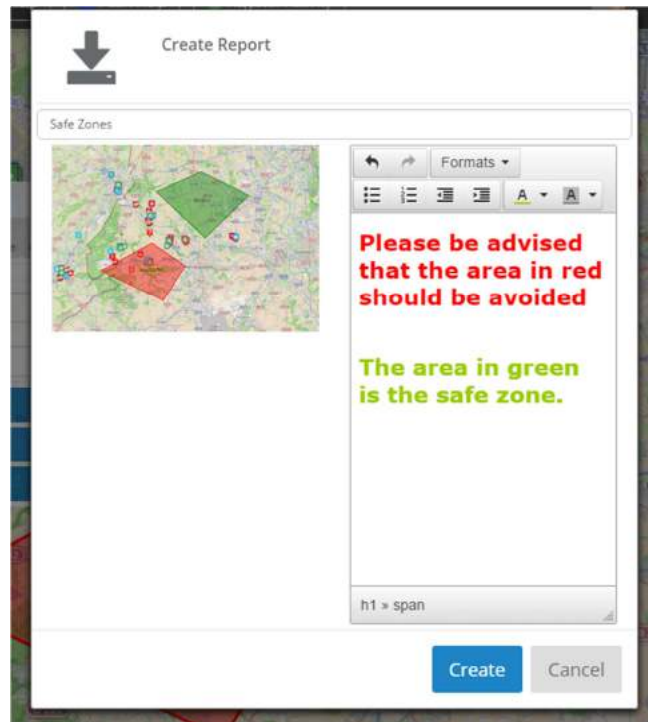 Create Report
Safe Zones
Formats
A
A
Please be advised
that the area in red
should be avoided
The area in green
is the safe zone.
h1 » span
Create
Cancel